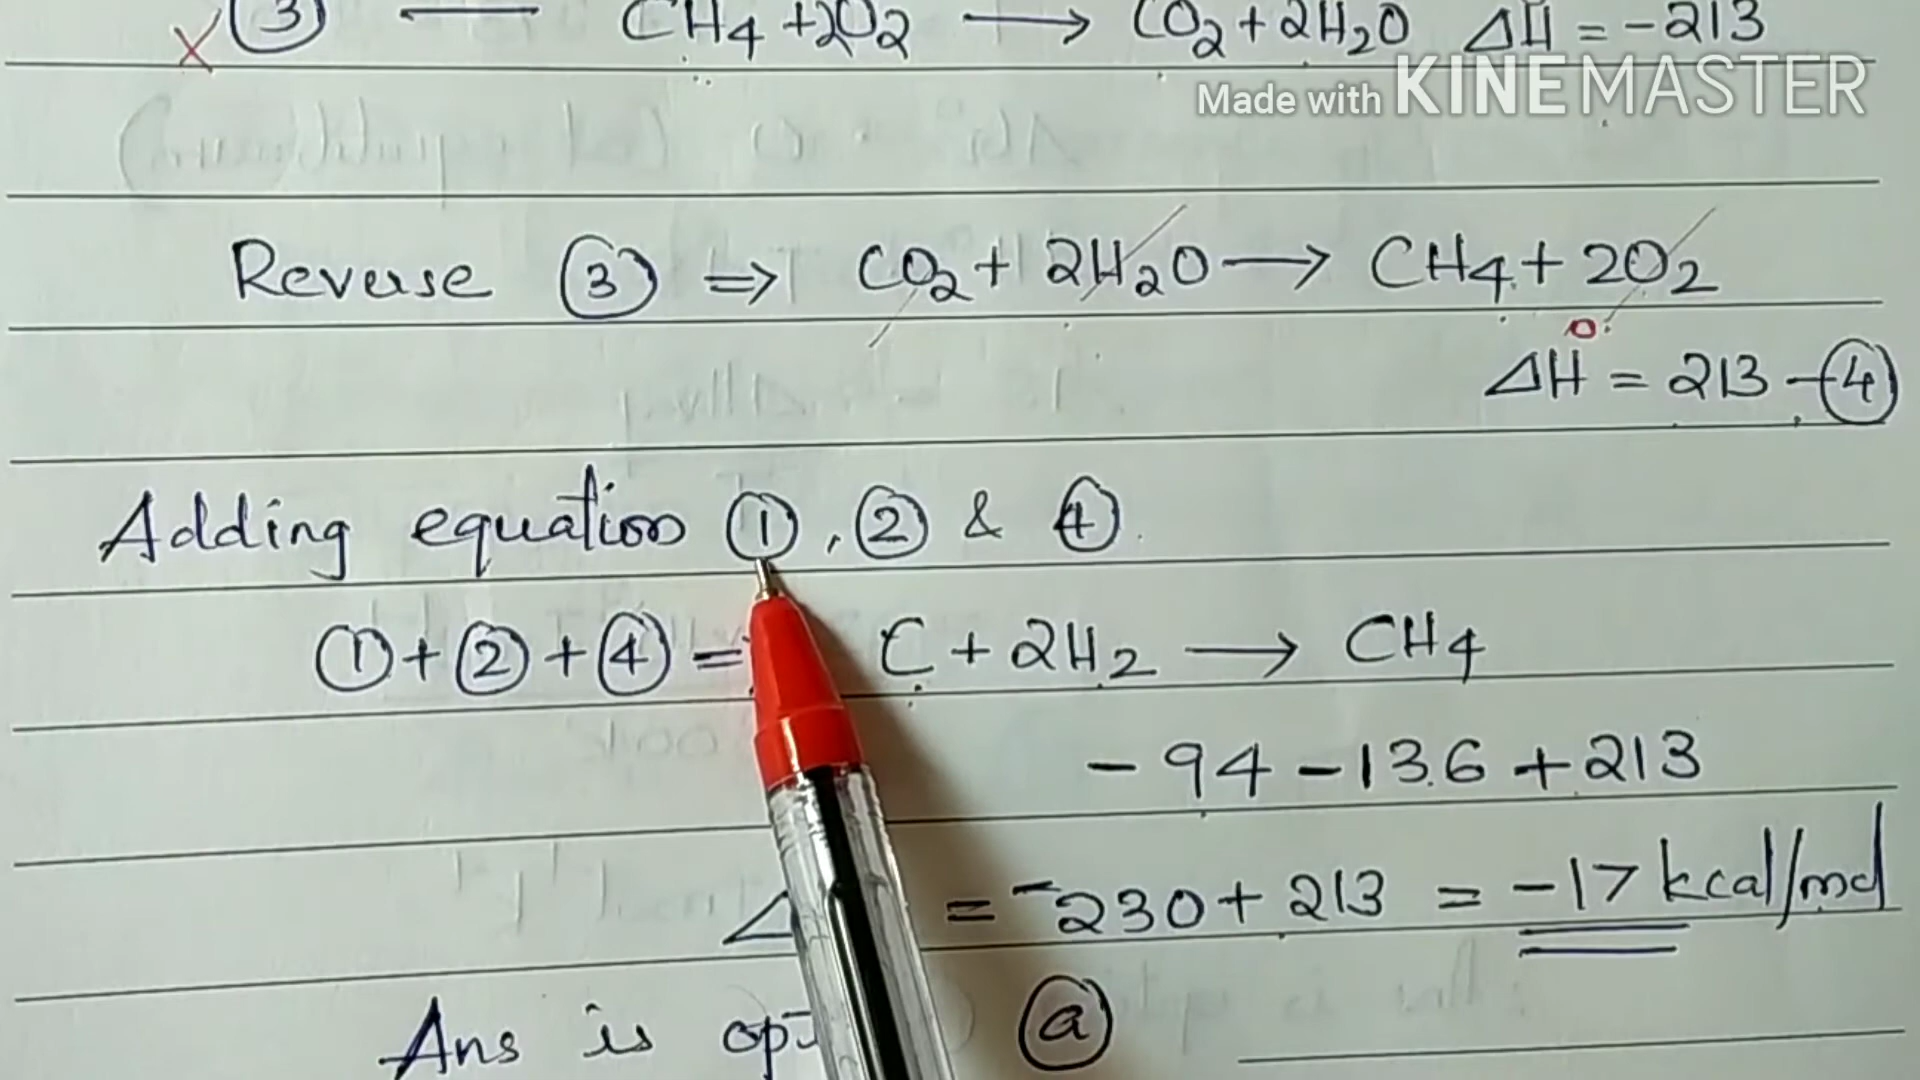 ③ — CH4 + 2O2 → CO2 + 2H2O ΔH = -213
Made with KINEMASTER
Reverse ③ ⇒ CO2 + 2H2O → CH4 + 2O2
ΔH = 213 - ④
Adding equation ①, ② & ④.
① + ② + ④ = C + 2H2 → CH4
- 94 - 136 + 213
= -230 + 213 = -17 kcal/mol
Ans is ⓐ